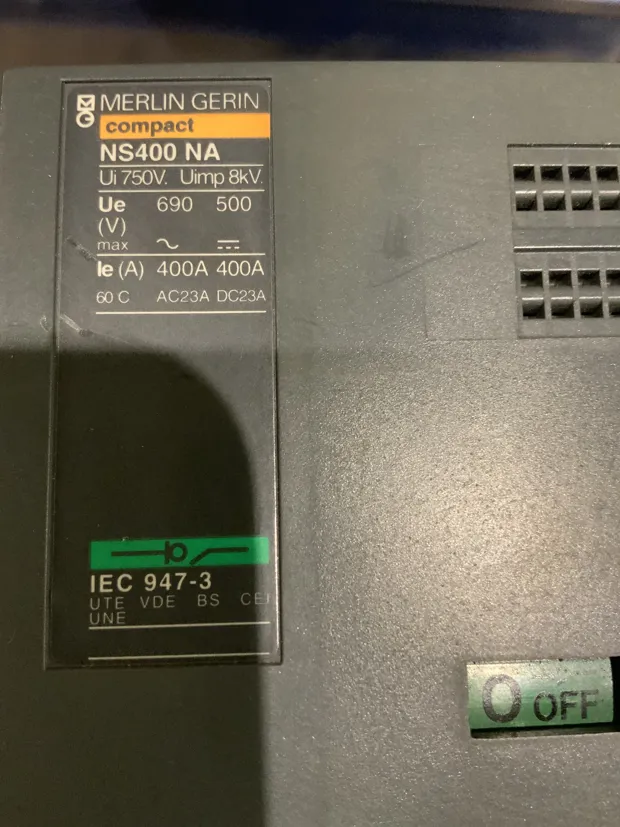 MERLIN GERIN
compact
NS400 NA
Ui 750V. Uimp 8kV.
Ue 690 500
(V)
max
Ie (A) 400A 400A
60 C AC23A DC23A
IEC 947-3
UTE VDE BS CEI
UNE
O OFF